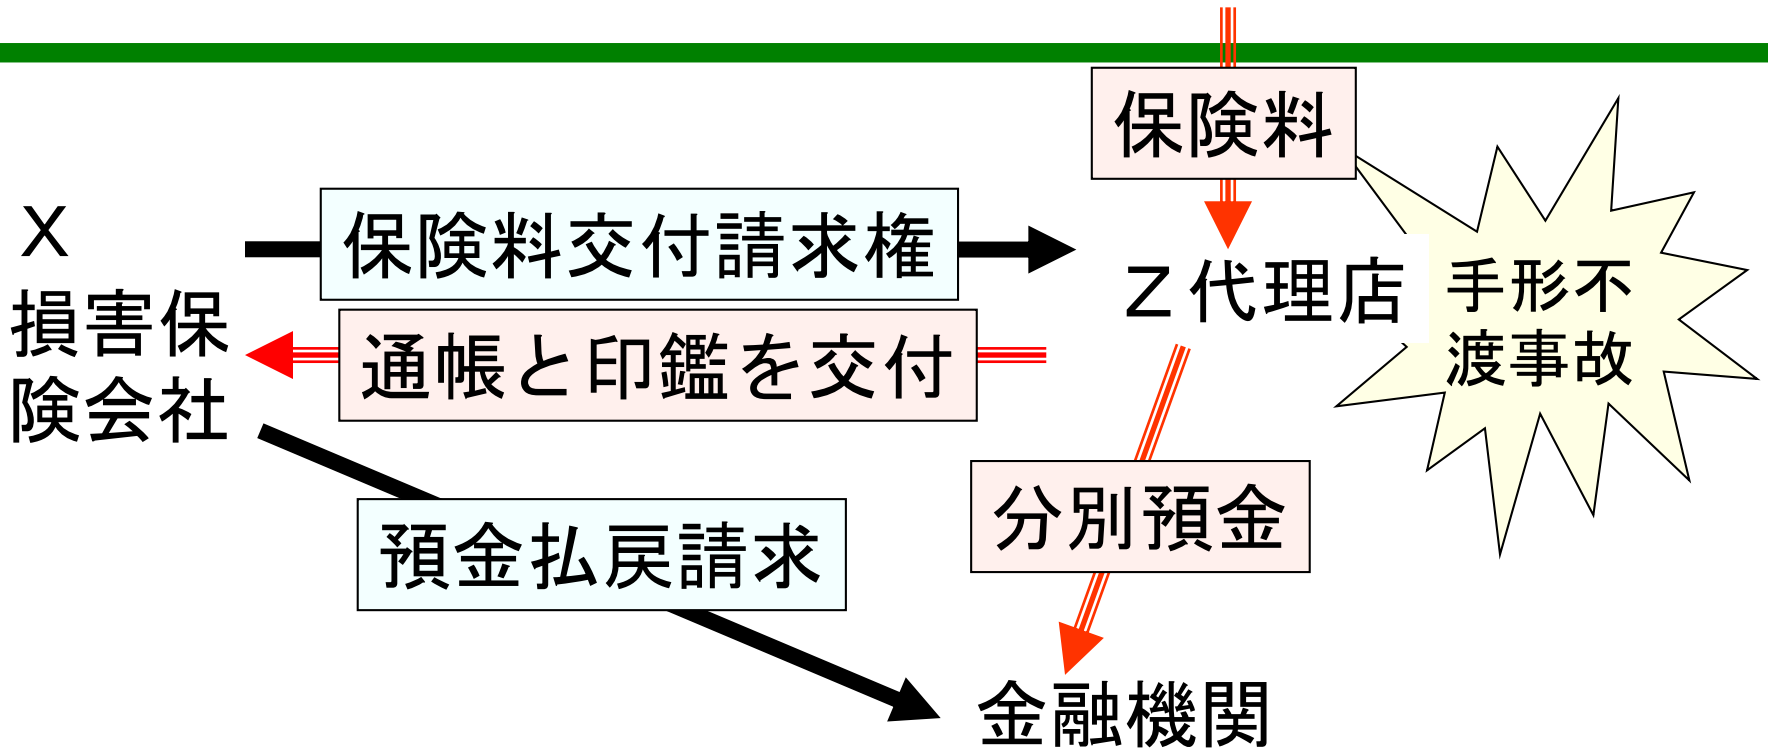 保険料
X
損害保
険会社
保険料交付請求権
Z代理店
手形不
渡事故
通帳と印鑑を交付
分別預金
預金払戻請求
金融機関